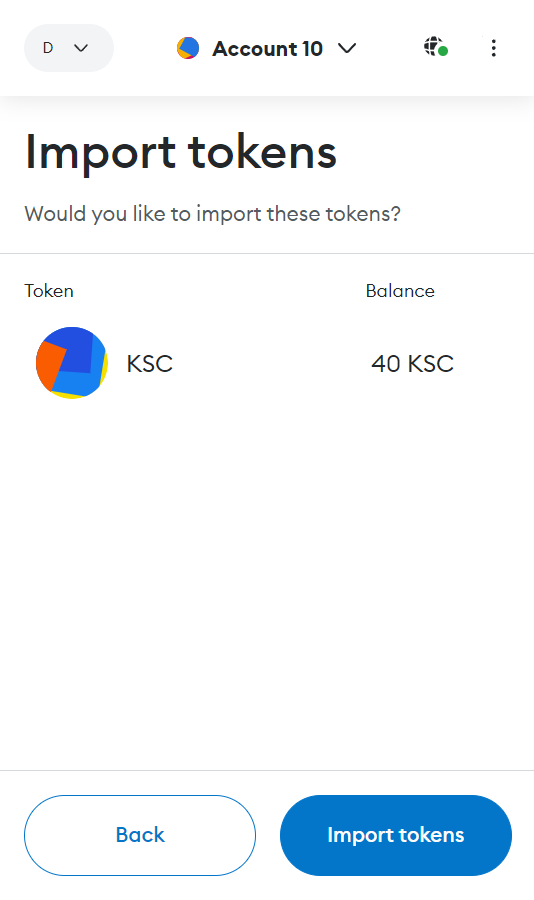 D
Account 10
Import tokens
Would you like to import these tokens?
Token Balance
KSC 40 KSC
Back Import tokens